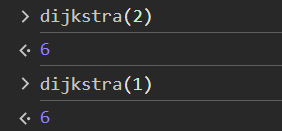 > dijkstra(2)
<· 6
> dijkstra(1)
<· 6